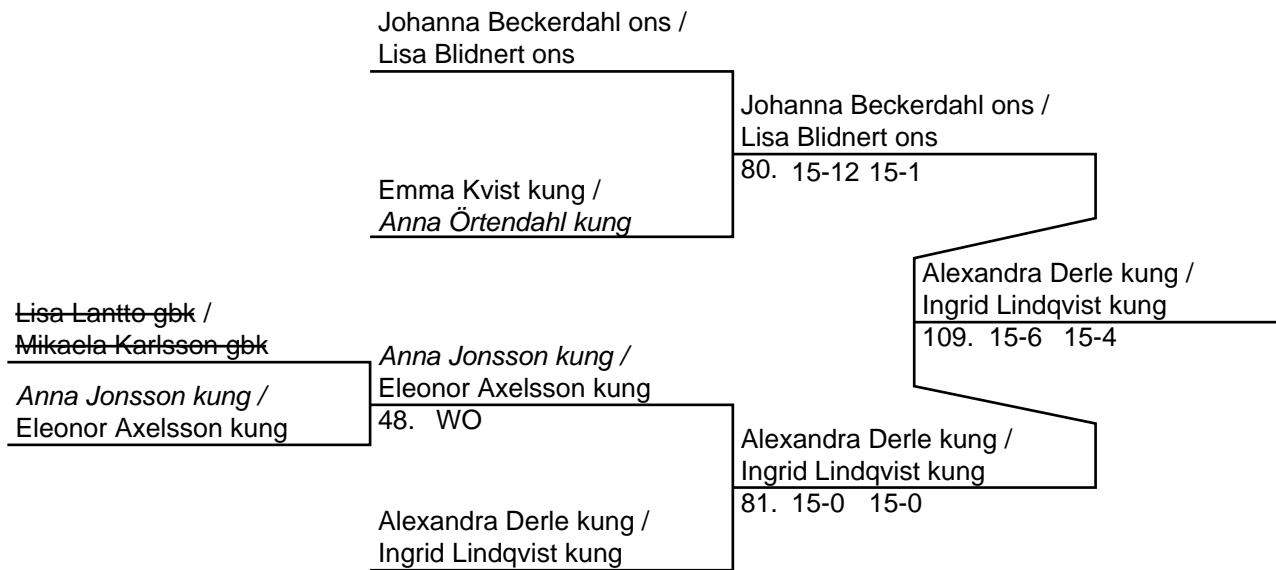 Johanna Beckerdahl ons /
Lisa Blidnert ons
Johanna Beckerdahl ons /
Lisa Blidnert ons
80. 15-12 15-1
Emma Kvist kung /
Anna Örtendahl kung
Alexandra Derle kung /
Ingrid Lindqvist kung
109. 15-6 15-4
Lisa Lantto gbk /
Mikaela Karlsson gbk
Anna Jonsson kung /
Eleonor Axelsson kung
48. WO
Anna Jonsson kung /
Eleonor Axelsson kung
Alexandra Derle kung /
Ingrid Lindqvist kung
81. 15-0 15-0
Alexandra Derle kung /
Ingrid Lindqvist kung